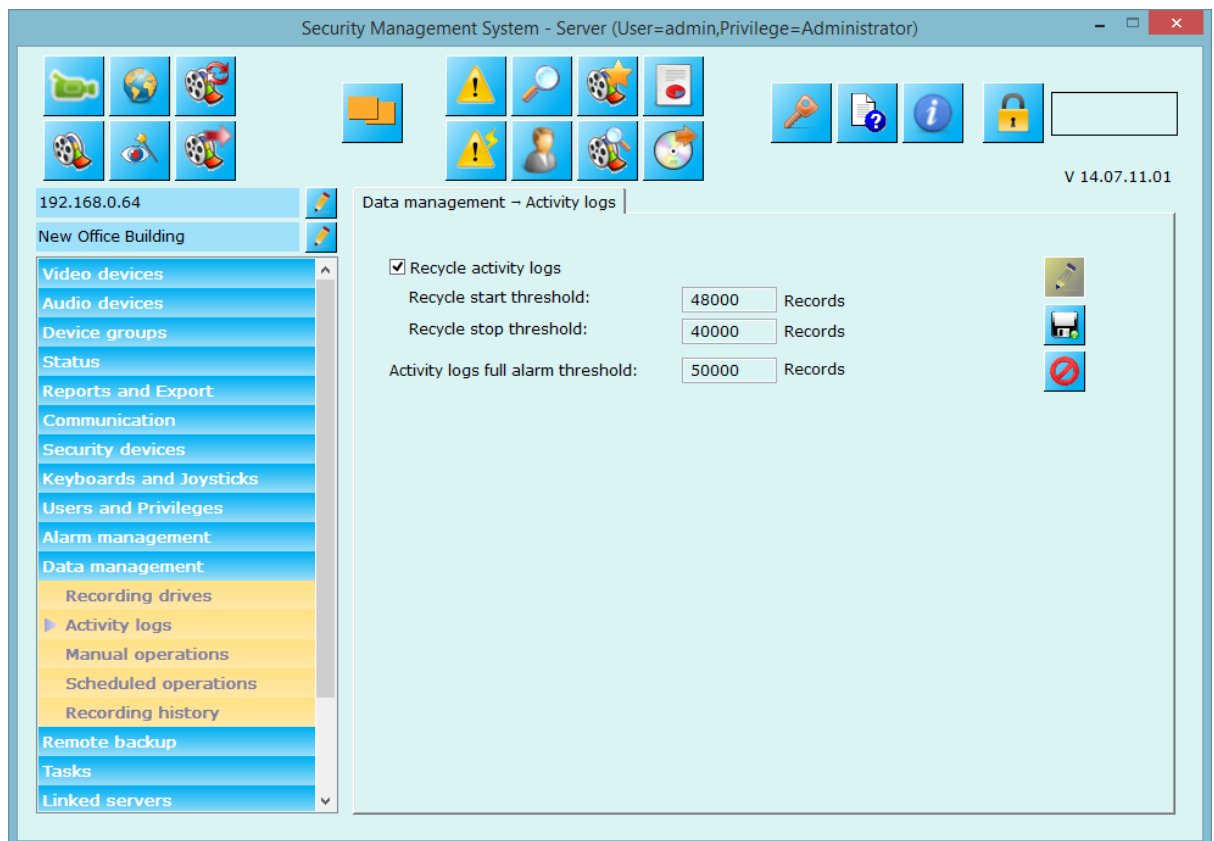 Security Management System - Server (User=admin,Privilege=Administrator)
V 14.07.11.01
192.168.0.64
New Office Building
Video devices
Audio devices
Device groups
Status
Reports and Export
Communication
Security devices
Keyboards and Joysticks
Users and Privileges
Alarm management
Data management
Recording drives
Activity logs
Manual operations
Scheduled operations
Recording history
Remote backup
Tasks
Linked servers
Data management → Activity logs
Recycle activity logs
Recycle start threshold: 48000 Records
Recycle stop threshold: 40000 Records
Activity logs full alarm threshold: 50000 Records